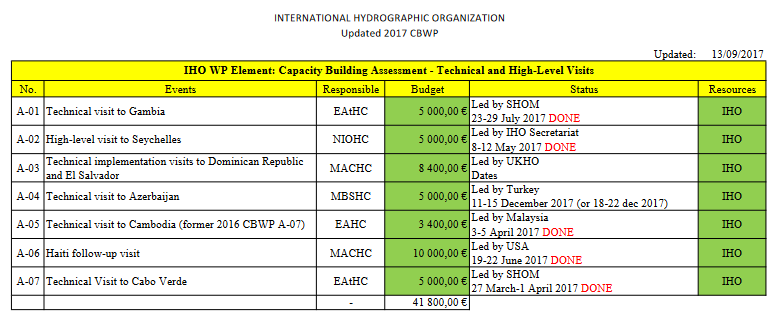 INTERNATIONAL HYDROGRAPHIC ORGANIZATION
Updated 2017 CBWP
Updated: 13/09/2017
IHO WP Element: Capacity Building Assessment - Technical and High-Level Visits
No. Events Responsible Budget Status Resources
A-01 Technical visit to Gambia EAtHC 5 000,00 € Led by SHOM
23-29 July 2017 DONE IHO
A-02 High-level visit to Seychelles NIOHC 5 000,00 € Led by IHO Secretariat
8-12 May 2017 DONE IHO
A-03 Technical implementation visits to Dominican Republic
and El Salvador MACHC 8 400,00 € Led by UKHO
Dates IHO
A-04 Technical visit to Azerbaijan MBSHC 5 000,00 € Led by Turkey
11-15 December 2017 (or 18-22 dec 2017) IHO
A-05 Technical visit to Cambodia (former 2016 CBWP A-07) EAHC 3 400,00 € Led by Malaysia
3-5 April 2017 DONE IHO
A-06 Haiti follow-up visit MACHC 10 000,00 € Led by USA
19-22 June 2017 DONE IHO
A-07 Technical Visit to Cabo Verde EAtHC 5 000,00 € Led by SHOM
27 March-1 April 2017 DONE IHO
- 41 800,00 €